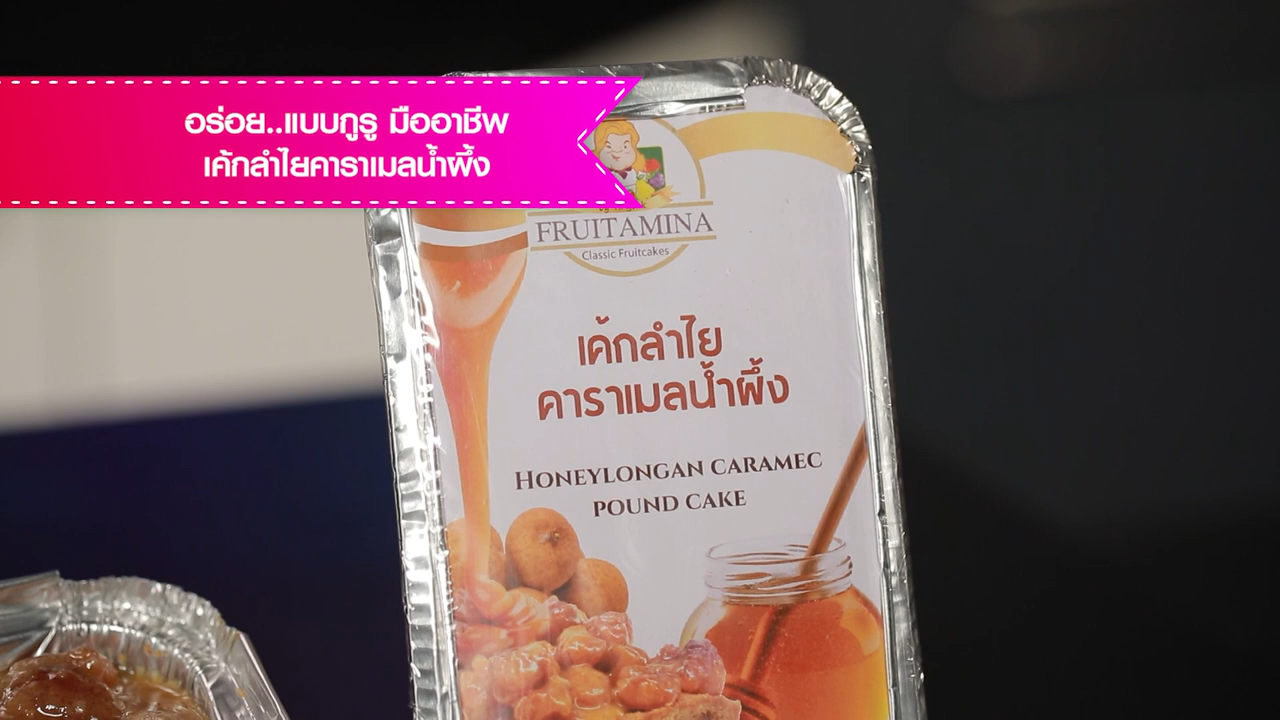 อร่อย..แบบกูรู มืออาชีพ
เค้กลำไยคาราเมลน้ำผึ้ง
FRUITAMINA
Classic Fruitcakes
เค้กลำไย
คาราเมลน้ำผึ้ง
HONEYLONGAN CARAMEC
POUND CAKE